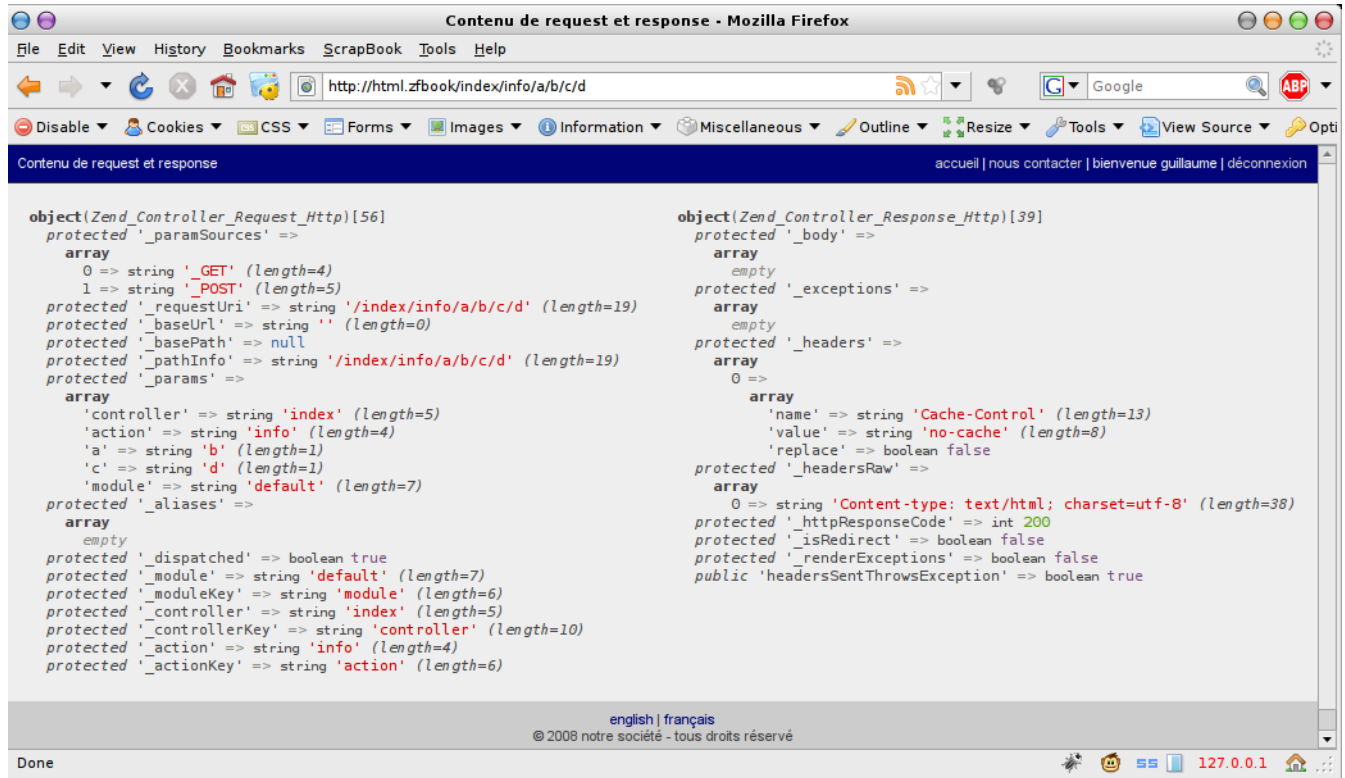 Contenu de request et response - Mozilla Firefox
File Edit View History Bookmarks ScrapBook Tools Help
http://html.zfbook/index/info/a/b/c/d G Google ABP
Disable Cookies CSS Forms Images Information Miscellaneous Outline Resize Tools View Source Opti
Contenu de request et response accueil | nous contacter | bienvenue guillaume | déconnexion
object(Zend_Controller_Request_Http)[56]
protected '_paramSources' =>
array
0 => string '_GET' (length=4)
1 => string '_POST' (length=5)
protected '_requestUri' => string '/index/info/a/b/c/d' (length=19)
protected '_baseUrl' => string '' (length=0)
protected '_basePath' => null
protected '_pathInfo' => string '/index/info/a/b/c/d' (length=19)
protected '_params' =>
array
'controller' => string 'index' (length=5)
'action' => string 'info' (length=4)
'a' => string 'b' (length=1)
'c' => string 'd' (length=1)
'module' => string 'default' (length=7)
protected '_aliases' =>
array
empty
protected '_dispatched' => boolean true
protected '_module' => string 'default' (length=7)
protected '_moduleKey' => string 'module' (length=6)
protected '_controller' => string 'index' (length=5)
protected '_controllerKey' => string 'controller' (length=10)
protected '_action' => string 'info' (length=4)
protected '_actionKey' => string 'action' (length=6)
object(Zend_Controller_Response_Http)[39]
protected '_body' =>
array
empty
protected '_exceptions' =>
array
empty
protected '_headers' =>
array
0 =>
array
'name' => string 'Cache-Control' (length=13)
'value' => string 'no-cache' (length=8)
'replace' => boolean false
protected '_headersRaw' =>
array
0 => string 'Content-type: text/html; charset=utf-8' (length=38)
protected '_httpResponseCode' => int 200
protected '_isRedirect' => boolean false
protected '_renderExceptions' => boolean false
public 'headersSentThrowsException' => boolean true
english | français
© 2008 notre société - tous droits réservé
Done 127.0.0.1